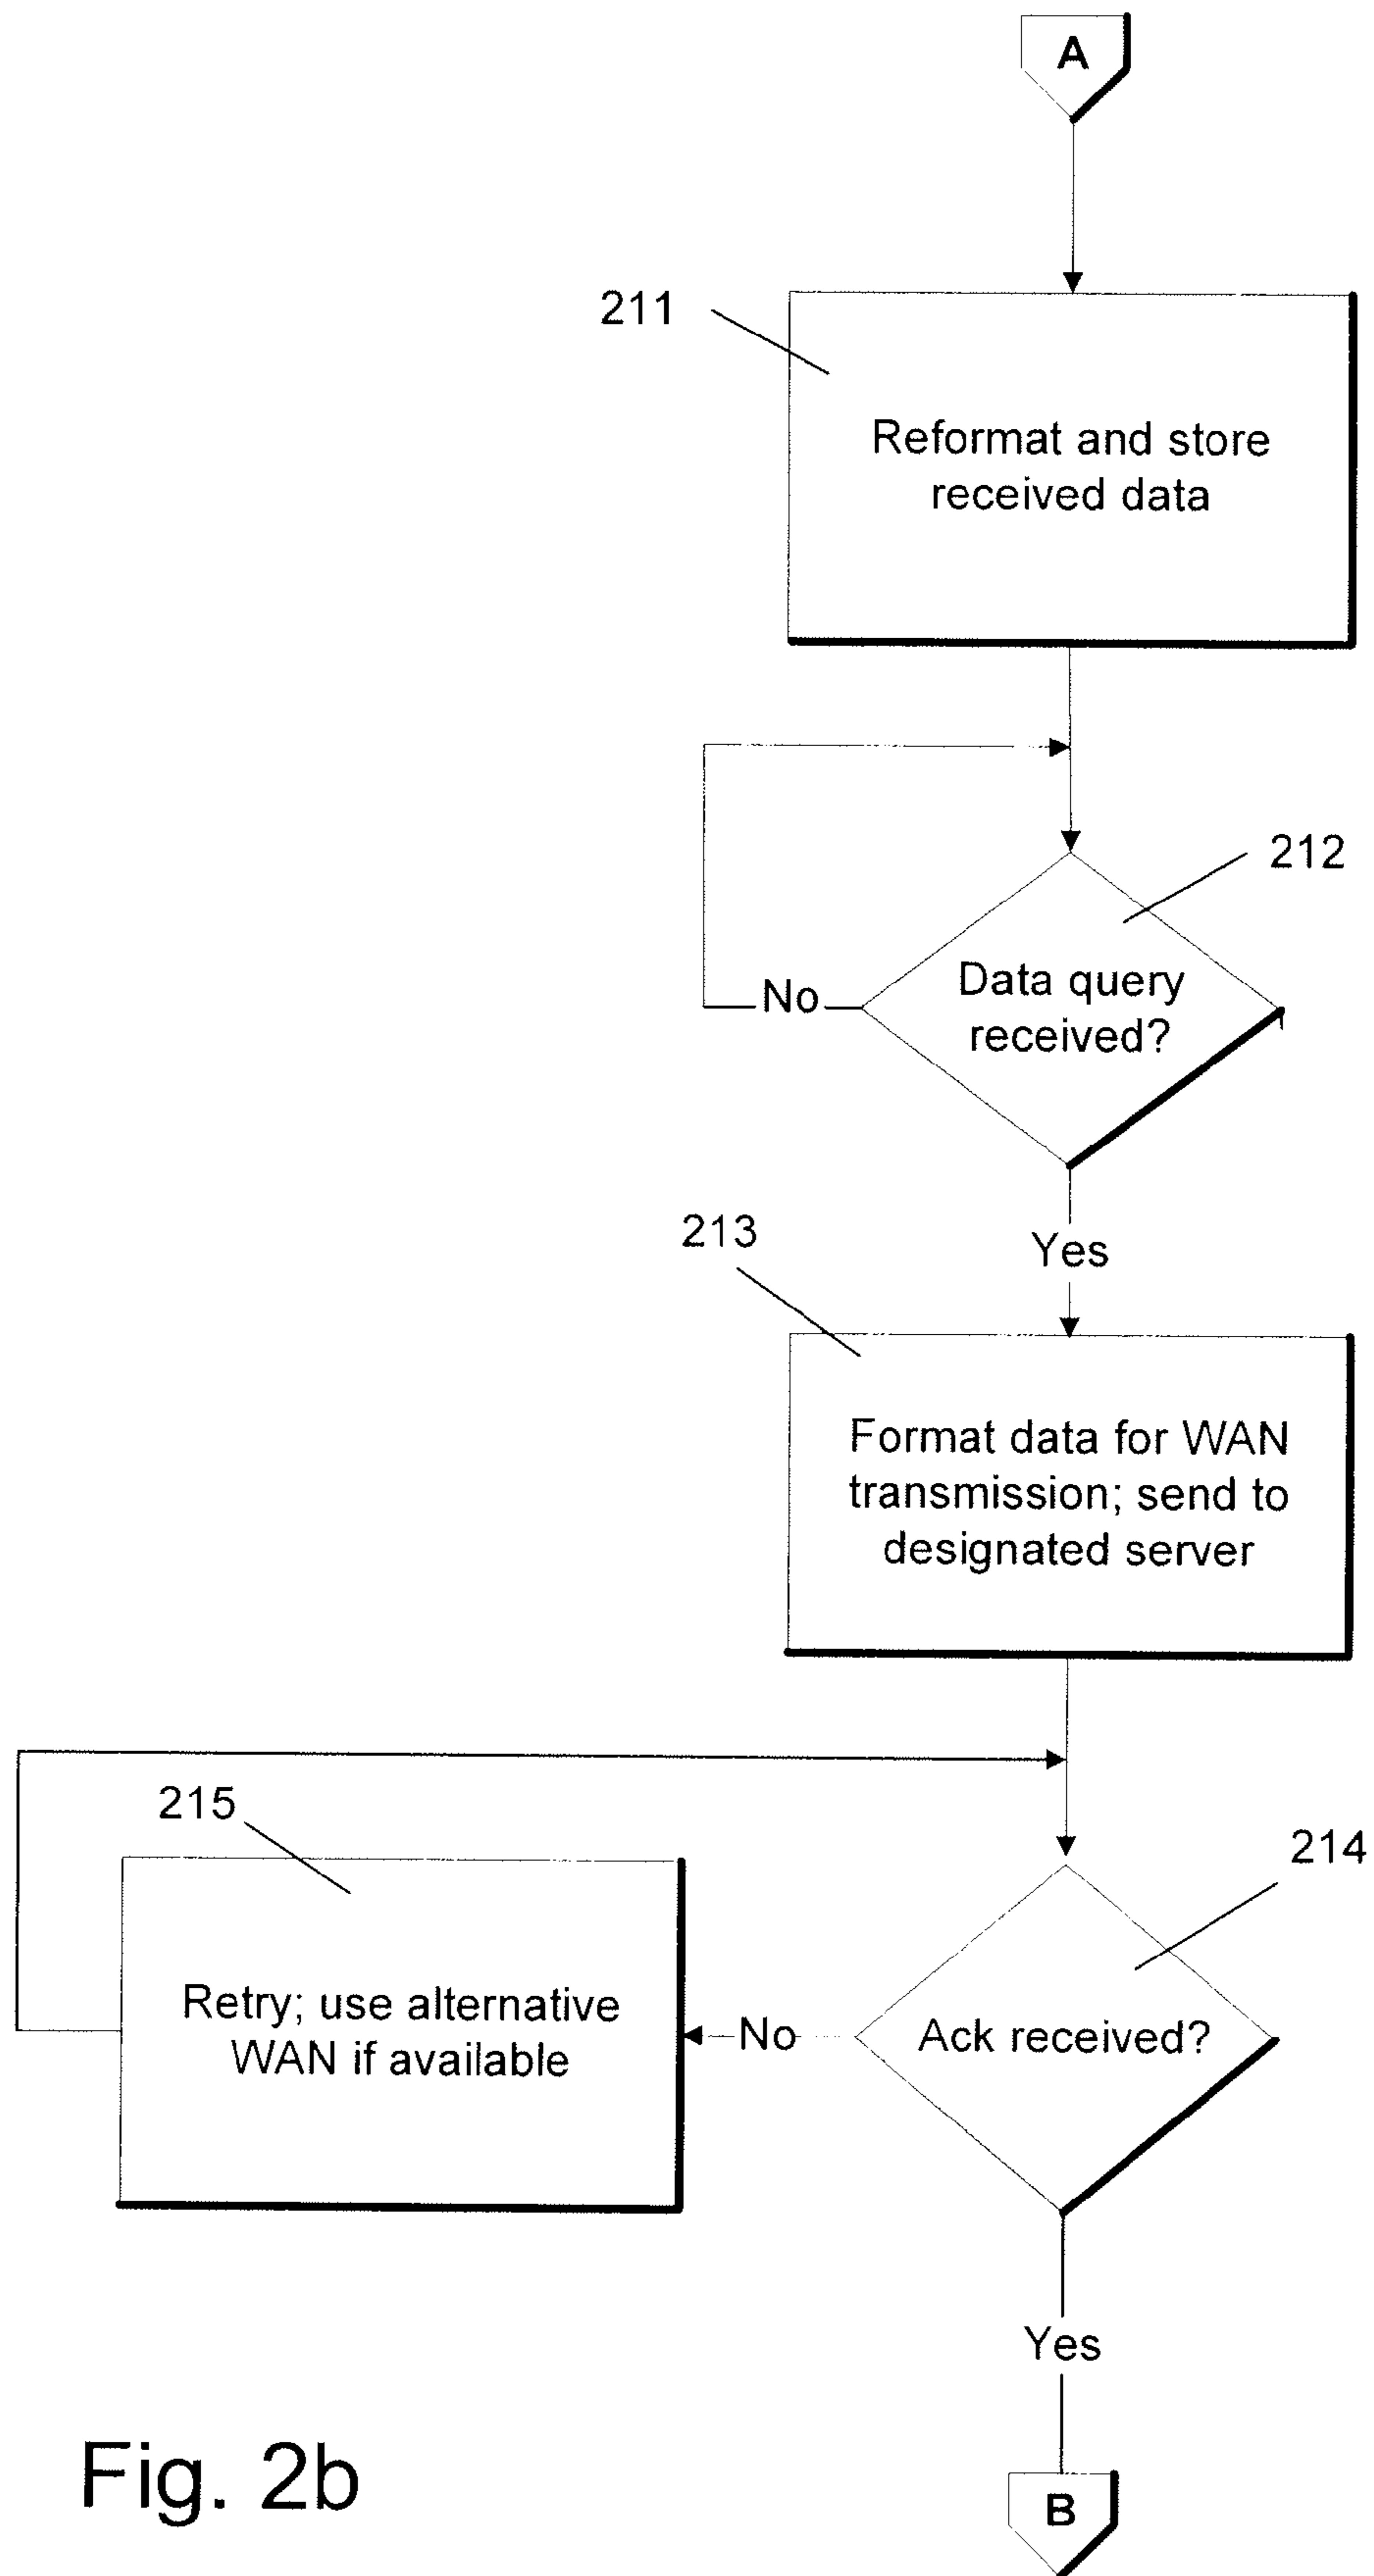 A
211
Reformat and store
received data
212
Data query
received?
No
Yes
213
Format data for WAN
transmission; send to
designated server
215
214
Retry; use alternative
WAN if available
No
Ack received?
Yes
B
Fig. 2b